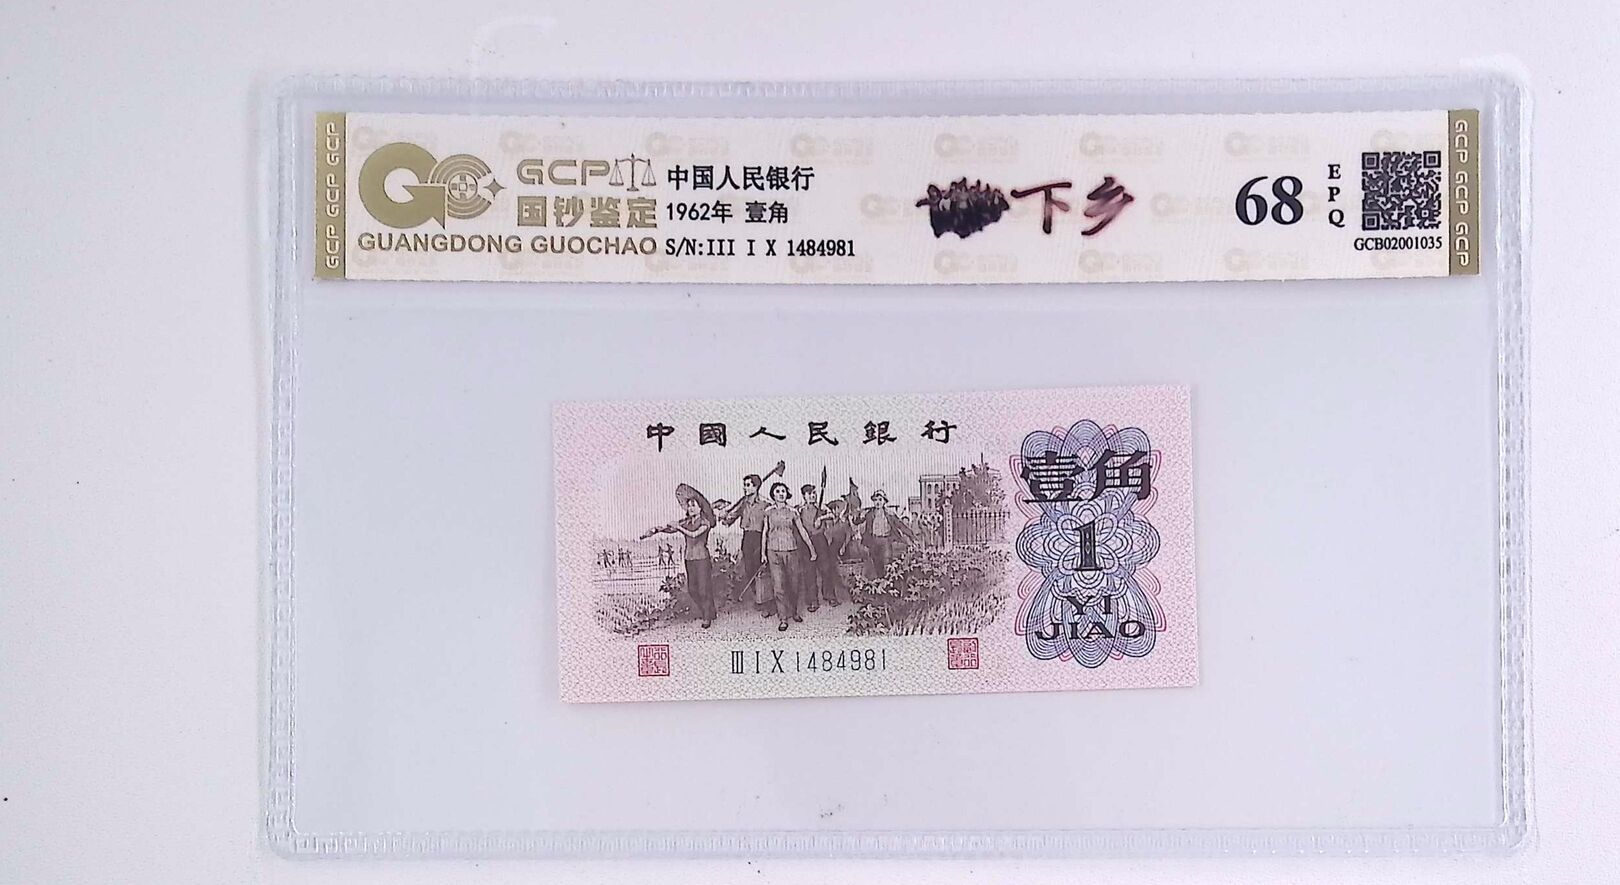 GCP
国钞鉴定
GUANGDONG GUOCHAO
中国人民银行
1962年 壹角
S/N:III I X 1484981
下乡
68
EPQ
GCB02001035
GCP GCP GCP
GCP GCP GCP
中國人民銀行
壹角
1
YI
JIAO
III I X 1484981